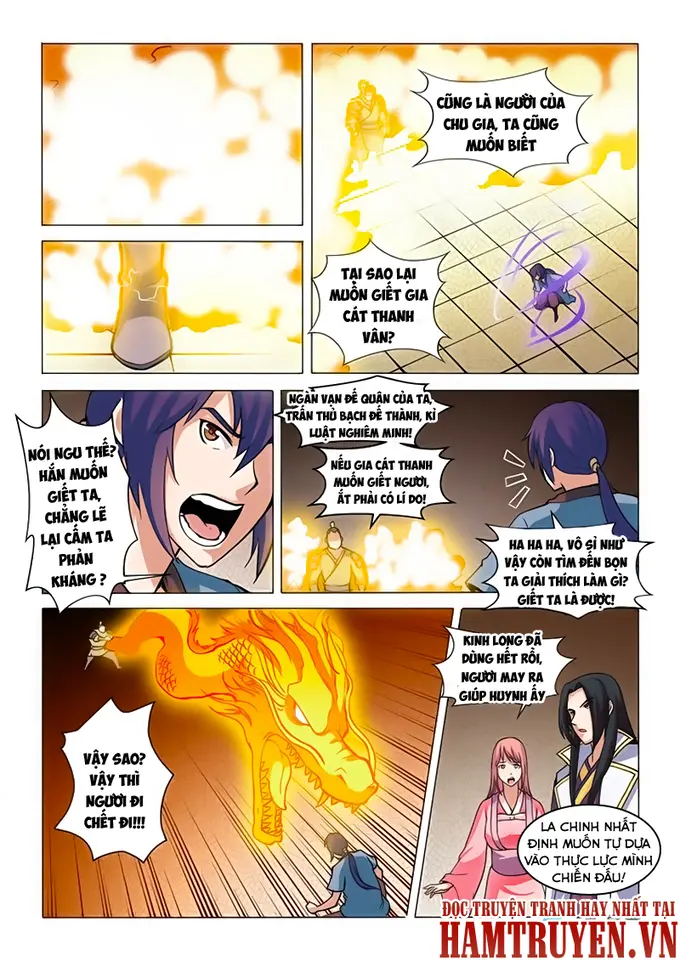 CŨNG LÀ NGƯỜI CỦA
CHU GIA, TA CŨNG
MUỐN BIẾT
TẠI SAO LẠI
MUỐN GIẾT GIA
CÁT THANH
VÂN?
NÓI NGU THẾ?
HẮN MUỐN
GIẾT TA,
CHẲNG LẼ
LẠI CẤM TA
PHẢN
KHÁNG ?
NGÀN VẠN ĐẾ QUÂN CỦA TA,
TRẤN THỦ BẠCH ĐẾ THÀNH, KỈ
LUẬT NGHIÊM MINH!
NẾU GIA CÁT THANH
MUỐN GIẾT NGƯƠI,
ẮT PHẢI CÓ LÍ DO!
HA HA HA, VÔ SỈ NHƯ
VẬY CÒN TÌM ĐẾN BỌN
TA GIẢI THÍCH LÀM GÌ?
GIẾT TA LÀ ĐƯỢC!
VẬY SAO?
VẬY THÌ
NGƯƠI ĐI
CHẾT ĐI!!!
KINH LONG ĐÃ
DÙNG HẾT RỒI,
NGƯƠI MAY RA
GIÚP HUYNH ẤY
LA CHINH NHẤT
ĐỊNH MUỐN TỰ DỰA
VÀO THỰC LỰC MÌNH
CHIẾN ĐẤU!
ĐỌC TRUYỆN TRANH HAY NHẤT TẠI
HAMTRUYEN.VN